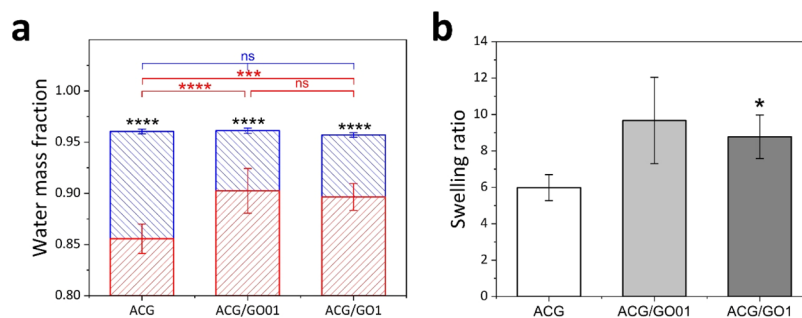 a
Water mass fraction
1.00
0.95
0.90
0.85
0.80
ns
***
****
ns
****
****
****
ACG
ACG/GO01
ACG/GO1
b
Swelling ratio
14
12
10
8
6
4
2
0
*
ACG
ACG/GO01
ACG/GO1